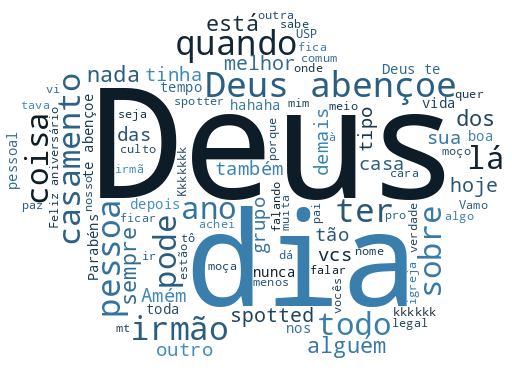 outra
está sabe
quando USP
fica
melhor comum
onde
nada tinha Deus te
tempo
Deus abençoe
vi
tava
casamento
coisa
spotter
hahaha
mim
meio
vida
quer
Deus
pessoal
Feliz aniversário
nosso
te abençoe
seja
das
culto
irmã
kkkkkk
porque
demais
à
tipo
sua
boa
dos
moço
lá
também
casa
cara
hoje
paz
Parabéns
pessoa
depois
ficar
sempre
ir
pode
tô
estão
ano
achei
grupo
falando
muita
pai
ter
pro
Vamo
algo
sobre
verdade
igreja
dia
tão
moça
vcs
nome
nunca
dá
falar
menos
vocês
Amém
toda
mt
irmão
spotted
nos
todo
kkkkkk
legal
outro
alguém